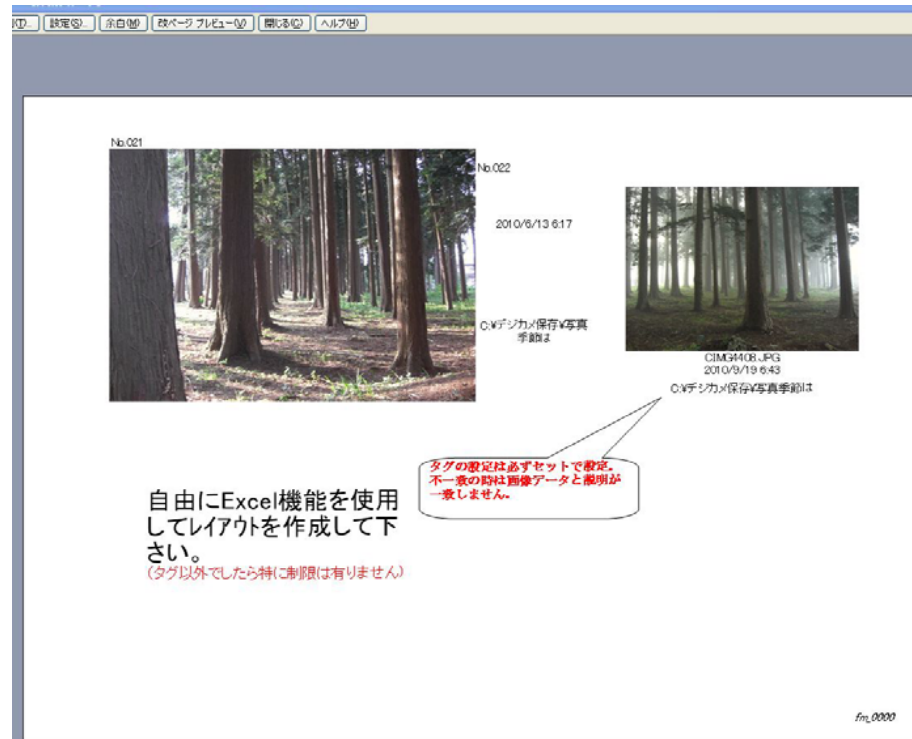 設定(S)... 余白(M) 改ページ プレビュー(V) 閉じる(C) ヘルプ(H)
No.021
No.022
2010/6/13 6:17
C:¥デジカメ保存¥写真
季節は
CIMG4408.JPG
2010/9/19 6:43
C:¥デジカメ保存¥写真季節は
タグの設定は必ずセットで設定。
不一致の時は画像データと説明が
一致しません。
自由にExcel機能を使用
してレイアウトを作成して下
さい。
(タグ以外でしたら特に制限は有りません)
fm_0000